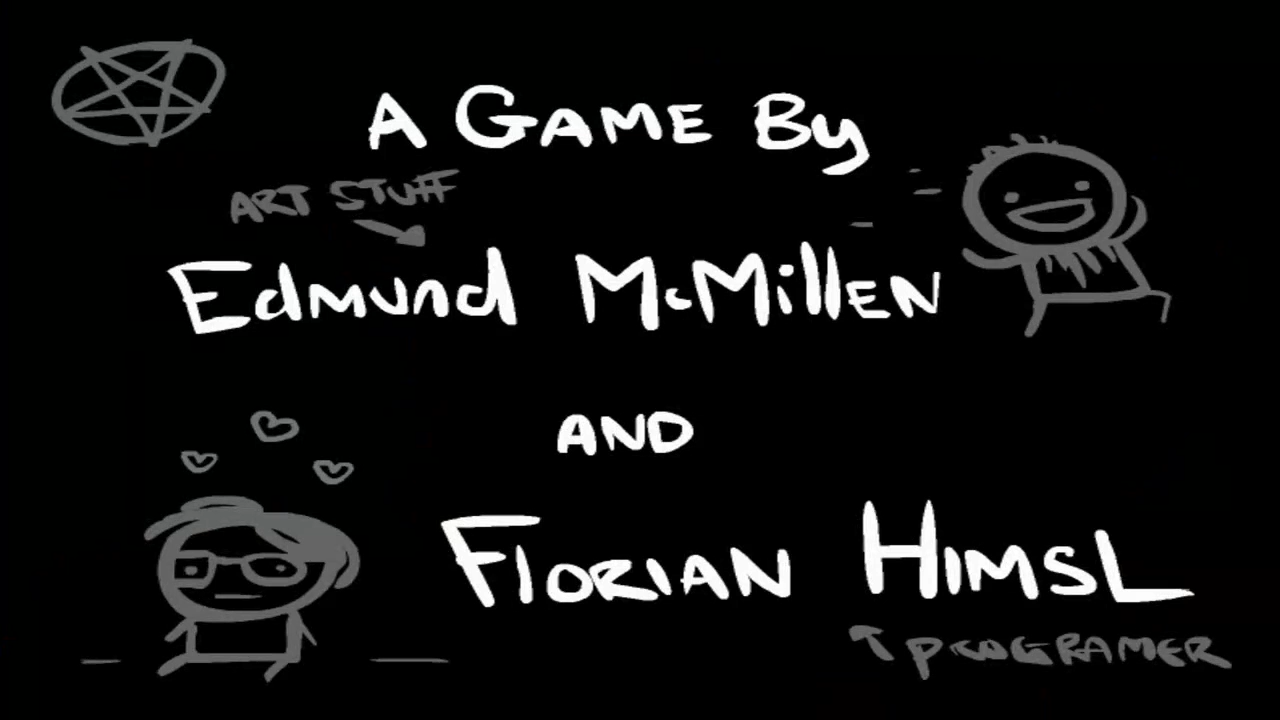 A GAME By
ART STUFF
Edmund McMillEN
AND
FlORIAN HIMSL
PROGRAMER